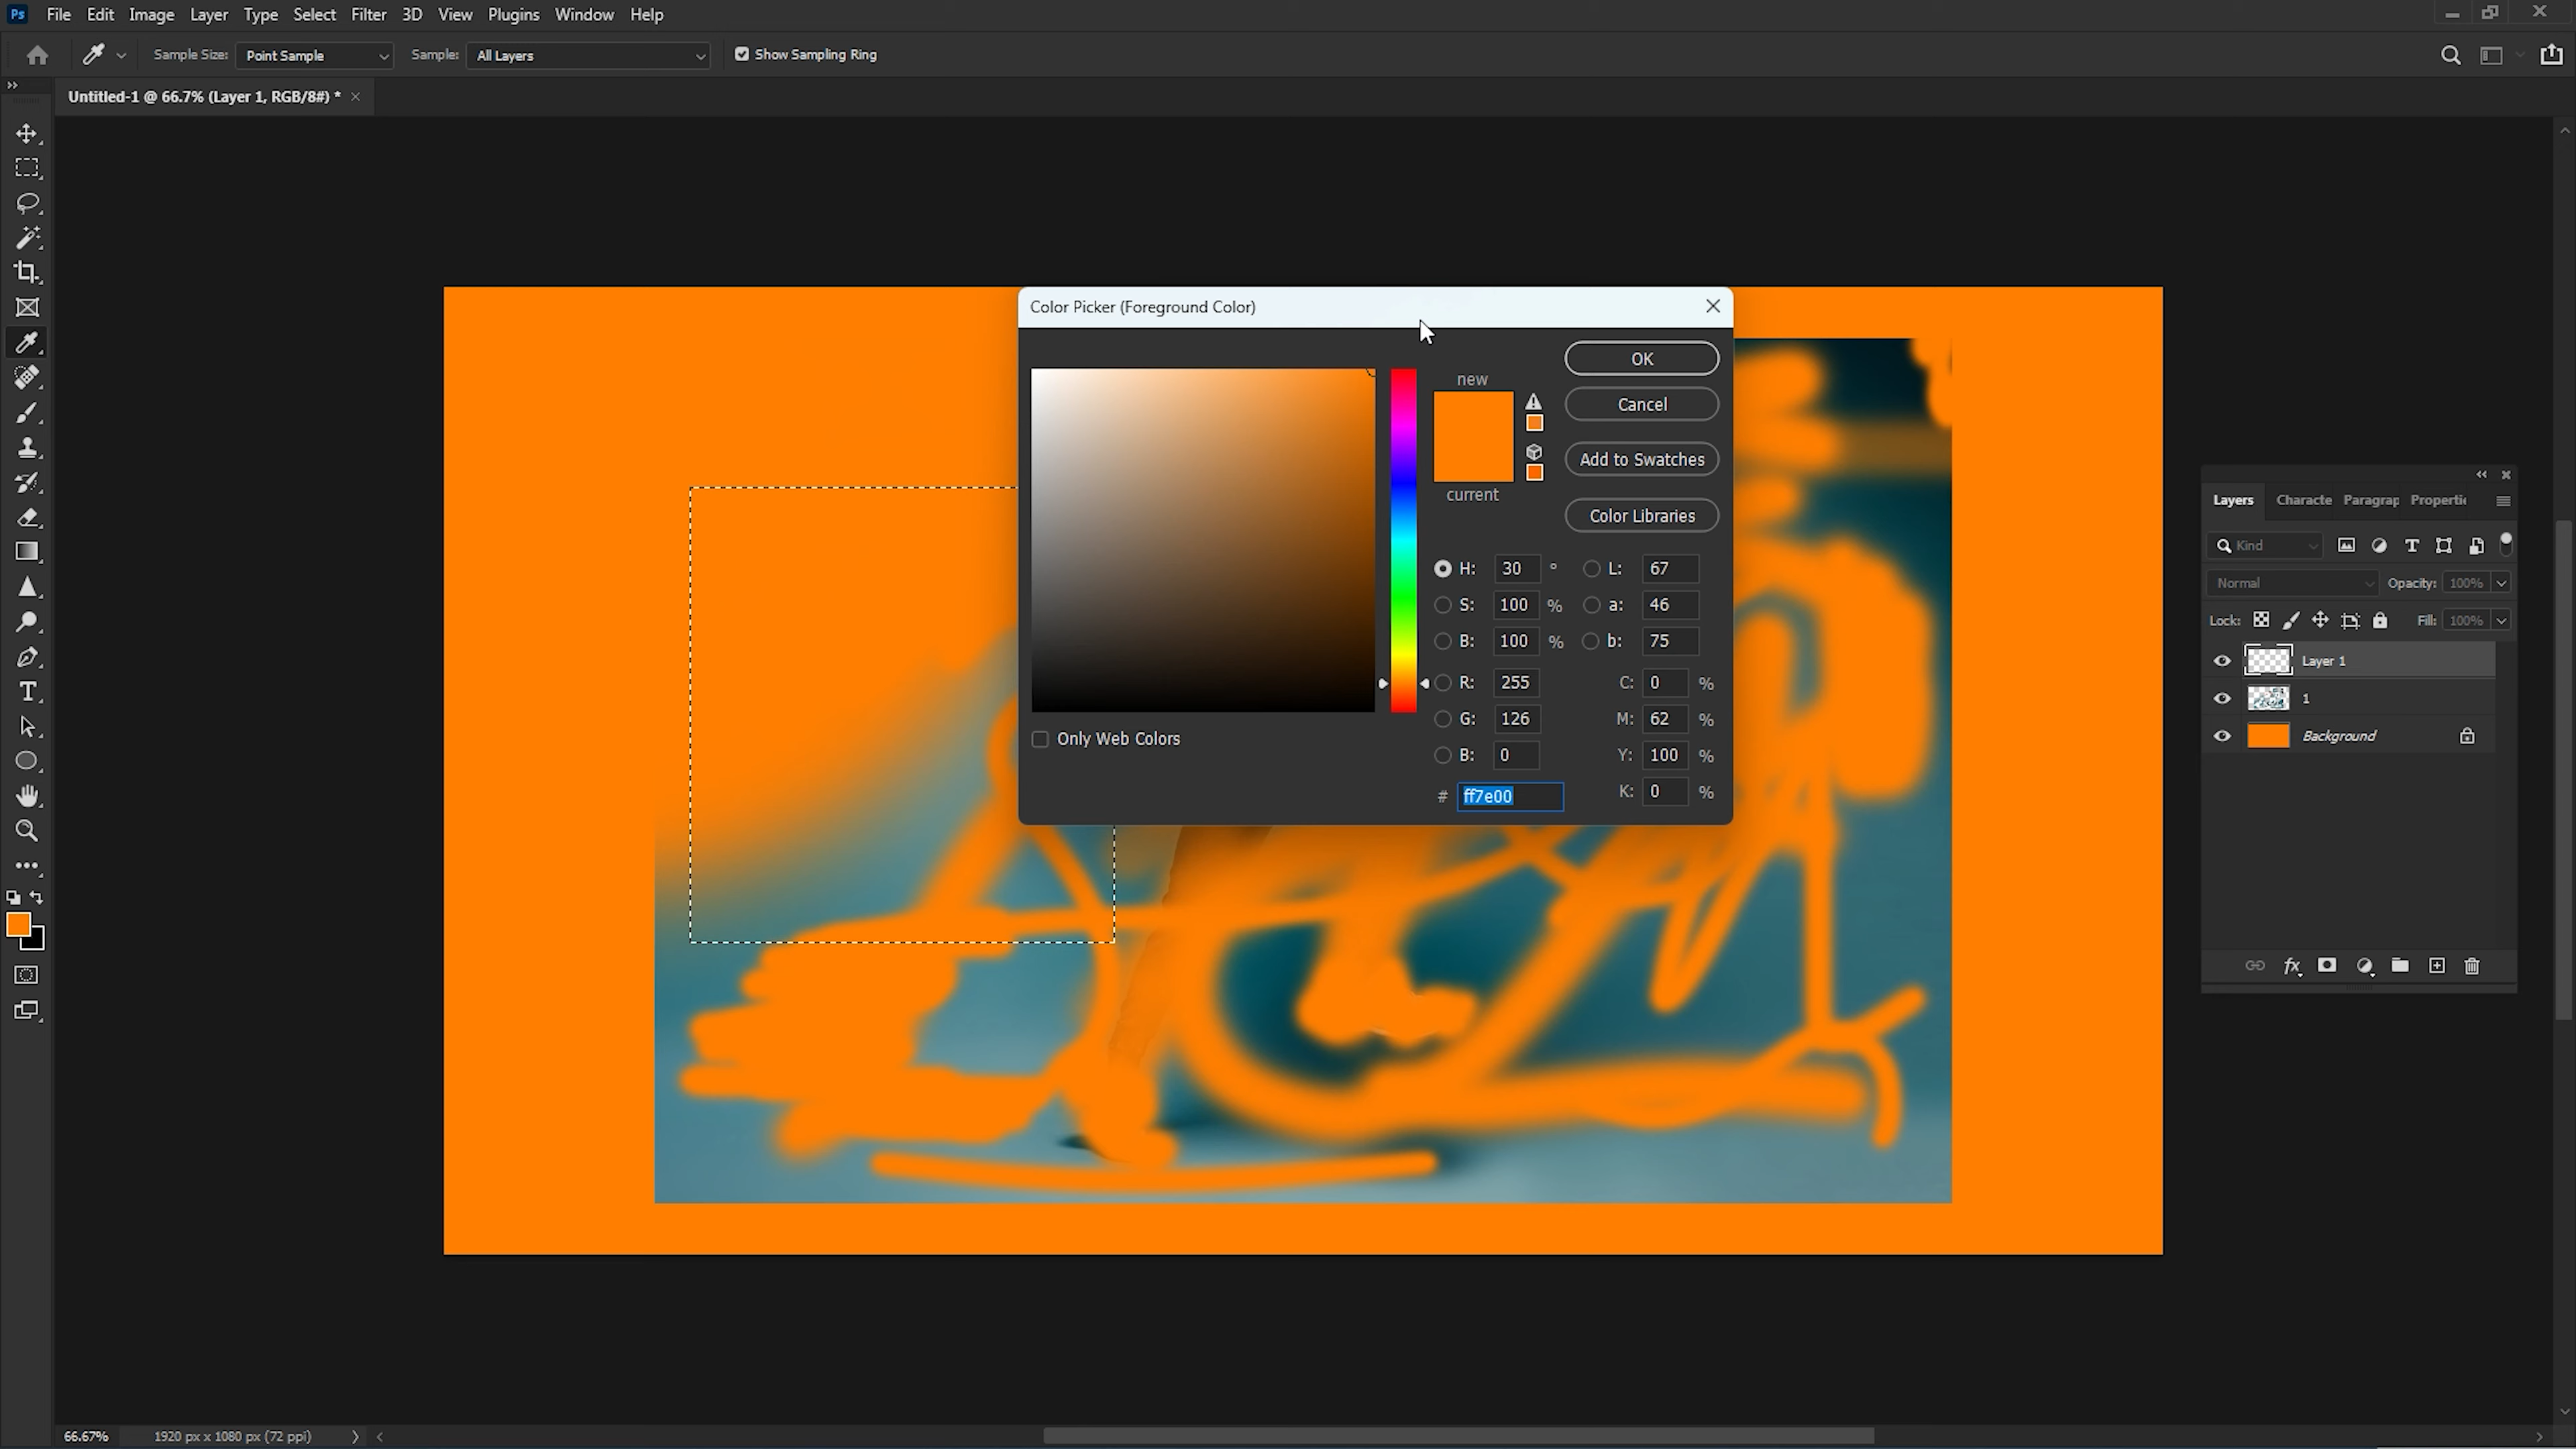 Ps File Edit Image Layer Type Select Filter 3D View Plugins Window Help
Sample Size: Point Sample Sample: All Layers Show Sampling Ring
Untitled-1 @ 66.7% (Layer 1, RGB/8#) *
Color Picker (Foreground Color)
new
current
OK
Cancel
Add to Swatches
Color Libraries
H: 30 ° L: 67
S: 100 % a: 46
B: 100 % b: 75
R: 255 C: 0 %
G: 126 M: 62 %
B: 0 Y: 100 %
# ff7e00 K: 0 %
Only Web Colors
Layers Characte Paragrap Properti
Kind
Normal Opacity: 100%
Lock: Fill: 100%
Layer 1
1
Background
fx
66.67% 1920 px x 1080 px (72 ppi)